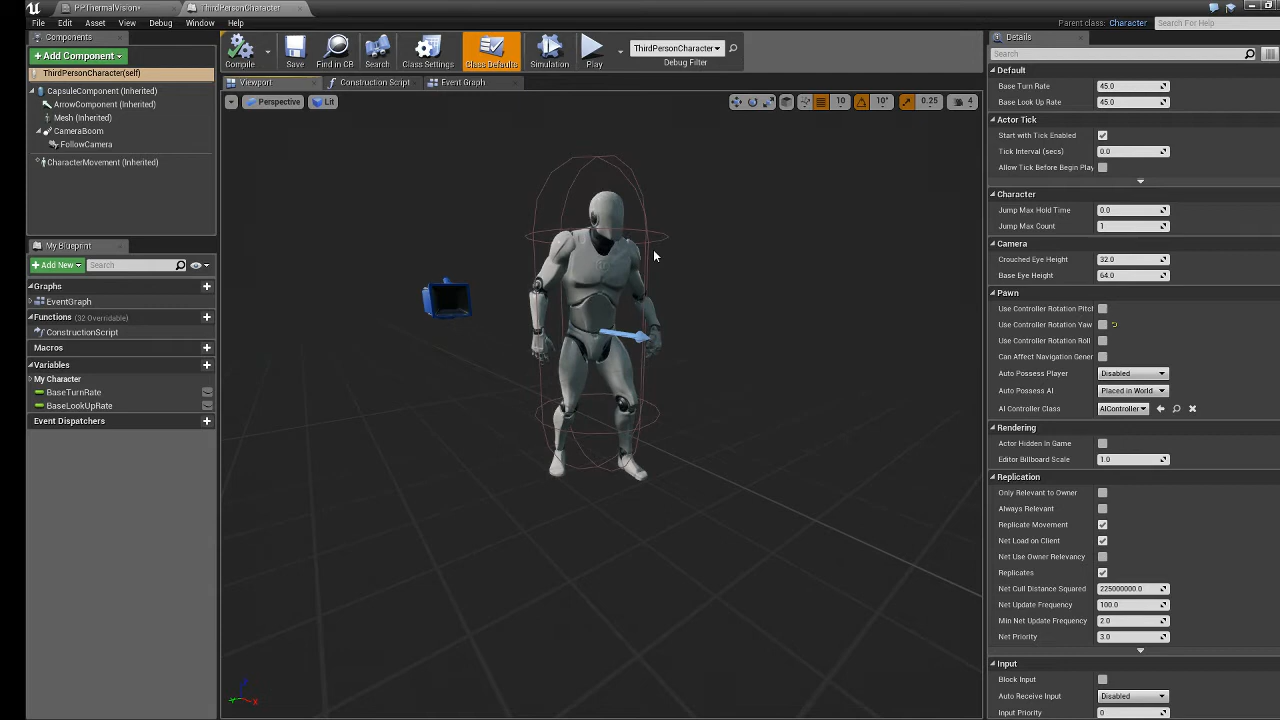 PPThermalVision*
ThirdPersonCharacter
File Edit Asset View Debug Window Help
Parent class: Character
Search For Help
Components
+ Add Component
ThirdPersonCharacter(self)
CapsuleComponent (Inherited)
ArrowComponent (Inherited)
Mesh (Inherited)
CameraBoom
FollowCamera
CharacterMovement (Inherited)
My Blueprint
+ Add New
Search
Graphs
EventGraph
Functions (32 Overridable)
ConstructionScript
Macros
Variables
My Character
BaseTurnRate
BaseLookUpRate
Event Dispatchers
Compile
Save
Find in CB
Search
Class Settings
Class Defaults
Simulation
Play
ThirdPersonCharacter
Debug Filter
Viewport
Construction Script
Event Graph
Perspective
Lit
10
10°
0.25
4
Z
Y
X
Details
Search
Default
Base Turn Rate 45.0
Base Look Up Rate 45.0
Actor Tick
Start with Tick Enabled
Tick Interval (secs) 0.0
Allow Tick Before Begin Play
Character
Jump Max Hold Time 0.0
Jump Max Count 1
Camera
Crouched Eye Height 32.0
Base Eye Height 64.0
Pawn
Use Controller Rotation Pitch
Use Controller Rotation Yaw
Use Controller Rotation Roll
Can Affect Navigation Gener
Auto Possess Player Disabled
Auto Possess AI Placed in World
AI Controller Class AIController
Rendering
Actor Hidden In Game
Editor Billboard Scale 1.0
Replication
Only Relevant to Owner
Always Relevant
Replicate Movement
Net Load on Client
Net Use Owner Relevancy
Replicates
Net Cull Distance Squared 225000000.0
Net Update Frequency 100.0
Min Net Update Frequency 2.0
Net Priority 3.0
Input
Block Input
Auto Receive Input Disabled
Input Priority 0